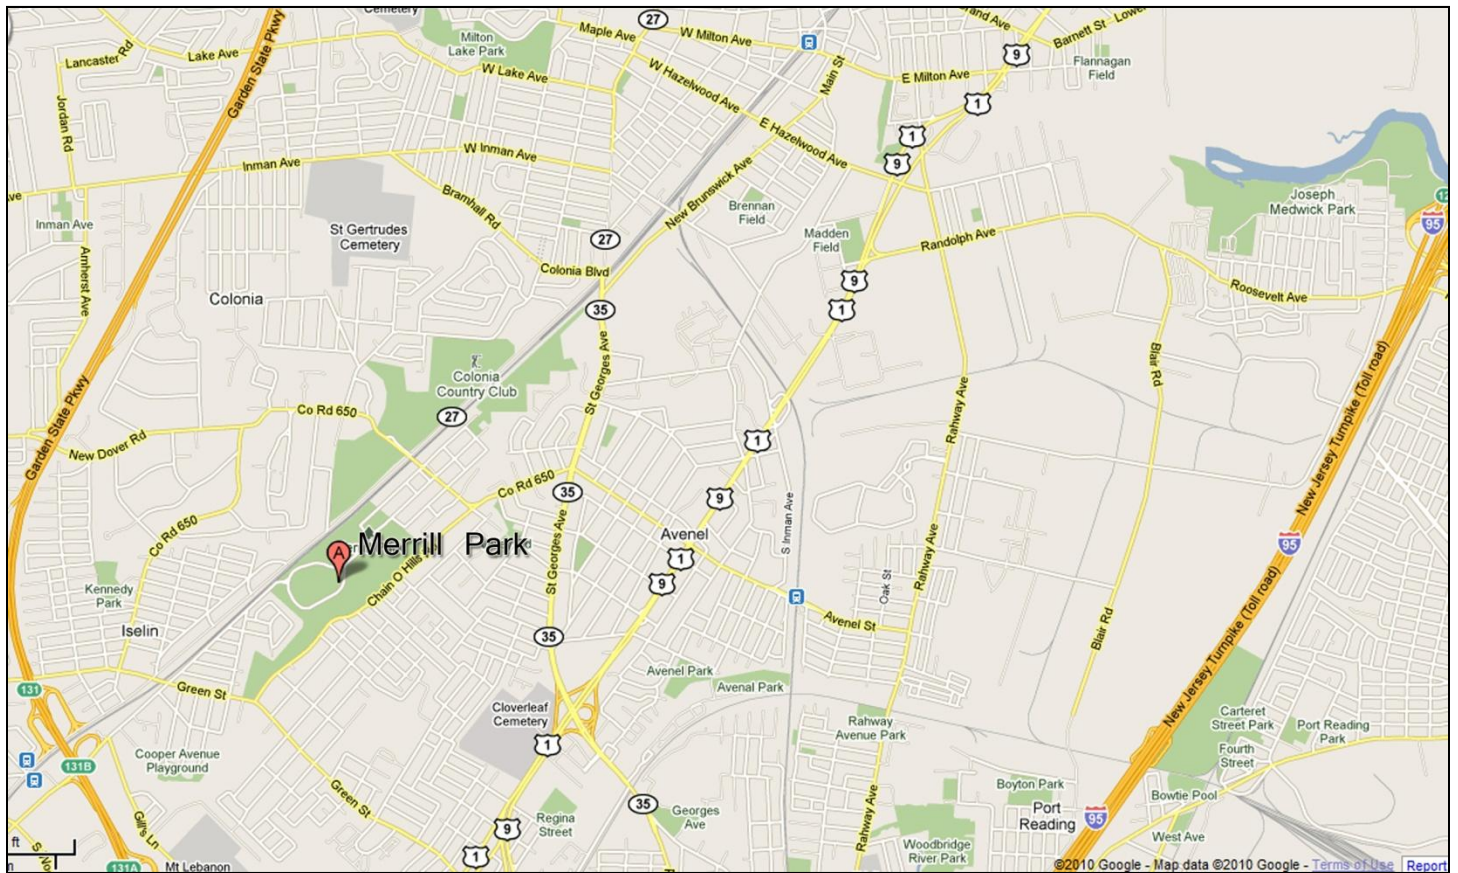 Cemetery
27
Maple Ave
W Milton Ave
Barnett St
Lancaster Rd
Lake Ave
Garden State Pkwy
Milton
Lake Park
W Lake Ave
W Hazelwood Ave
Main St
E Milton Ave
9
Flannagan
Field
1
Jordan Rd
E Hazelwood Ave
1
9
Inman Ave
W Inman Ave
Bramhall Rd
New Brunswick Ave
Brennan
Field
Joseph
Medwick Park
95
Inman Ave
St Gertrudes
Cemetery
27
Madden
Field
Randolph Ave
Amherst Ave
Colonia Blvd
9
Roosevelt Ave
Colonia
35
1
Blair Rd
New Jersey Turnpike (Toll road)
Garden State Pkwy
Colonia
Country Club
St Georges Ave
Rahway Ave
Co Rd 650
27
New Dover Rd
1
Co Rd 650
35
9
Co Rd 650
S Inman Ave
Avenel
95
A
Merrill Park
Chain O Hills
St Georges Ave
1
9
Rahway Ave
Oak St
Kennedy
Park
Iselin
Avenel St
Blair Rd
New Jersey Turnpike (Toll road)
35
131
Green St
Avenel Park
Avenal Park
Cloverleaf
Cemetery
1
Rahway
Avenue Park
Carteret
Street Park
Port Reading
Park
Fourth
Street
Cooper Avenue
Playground
131B
Green St
Boyton Park
Bowtie Pool
35
Georges
Ave
Rahway Ave
Port
Reading
95
Gill's Ln
Regina
Street
9
West Ave
ft
1
Woodbridge
River Park
131A
Mt Lebanon
©2010 Google - Map data ©2010 Google - Terms of Use
Report